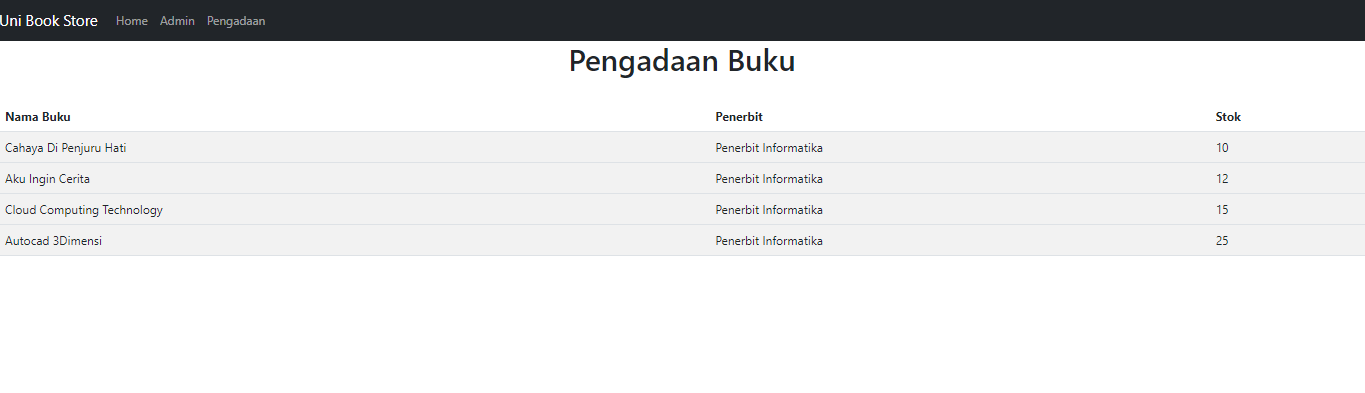 Uni Book Store Home Admin Pengadaan
Pengadaan Buku
Nama Buku Penerbit Stok
Cahaya Di Penjuru Hati Penerbit Informatika 10
Aku Ingin Cerita Penerbit Informatika 12
Cloud Computing Technology Penerbit Informatika 15
Autocad 3Dimensi Penerbit Informatika 25